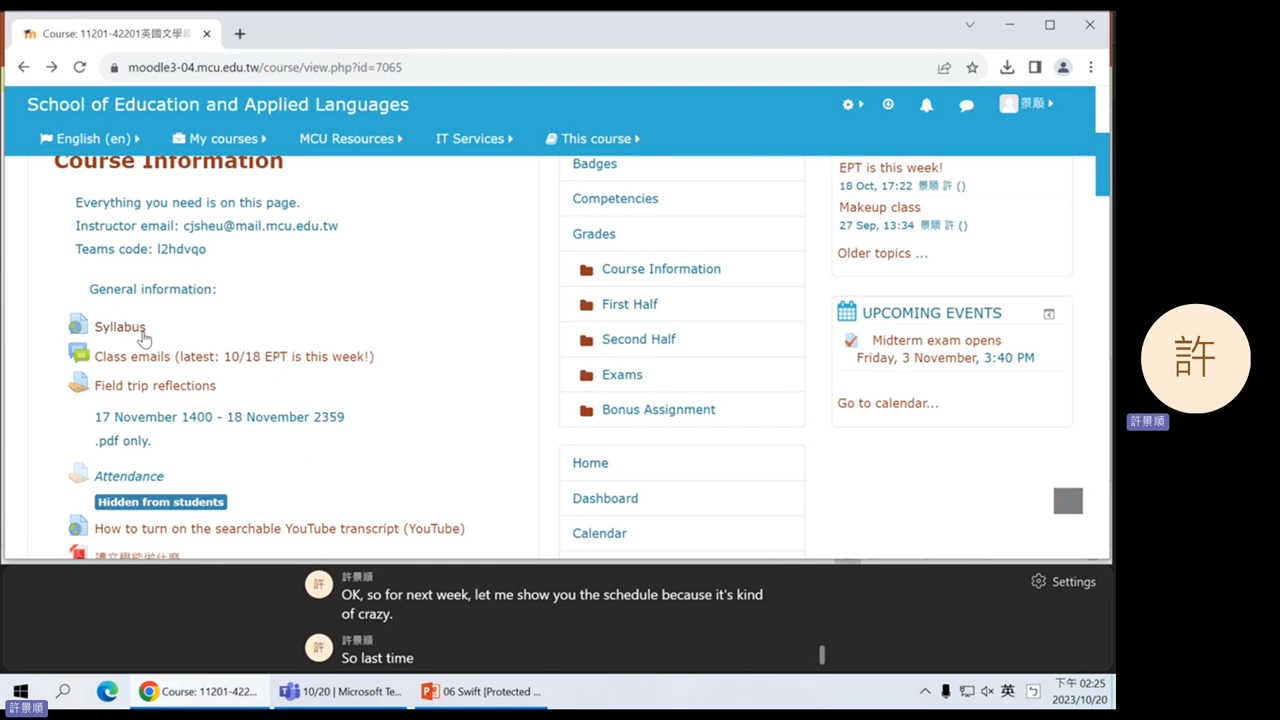 Course: 11201-42201英國文學
moodle3-04.mcu.edu.tw/course/view.php?id=7065
School of Education and Applied Languages
景順
English (en)
My courses
MCU Resources
IT Services
This course
Course Information
Everything you need is on this page.
Instructor email: cjsheu@mail.mcu.edu.tw
Teams code: l2hdvqo
General information:
Syllabus
Class emails (latest: 10/18 EPT is this week!)
Field trip reflections
17 November 1400 - 18 November 2359
.pdf only.
Attendance
Hidden from students
How to turn on the searchable YouTube transcript (YouTube)
讀文學能做什麼
Badges
Competencies
Grades
Course Information
First Half
Second Half
Exams
Bonus Assignment
Home
Dashboard
Calendar
EPT is this week!
18 Oct, 17:22 景順 許 ()
Makeup class
27 Sep, 13:34 景順 許 ()
Older topics ...
UPCOMING EVENTS
Midterm exam opens
Friday, 3 November, 3:40 PM
Go to calendar...
許
許景順
許
許景順
OK, so for next week, let me show you the schedule because it's kind
of crazy.
許
許景順
So last time
Settings
Course: 11201-422...
10/20 | Microsoft Te...
06 Swift [Protected ...
英
下午 02:25
2023/10/20
許景順